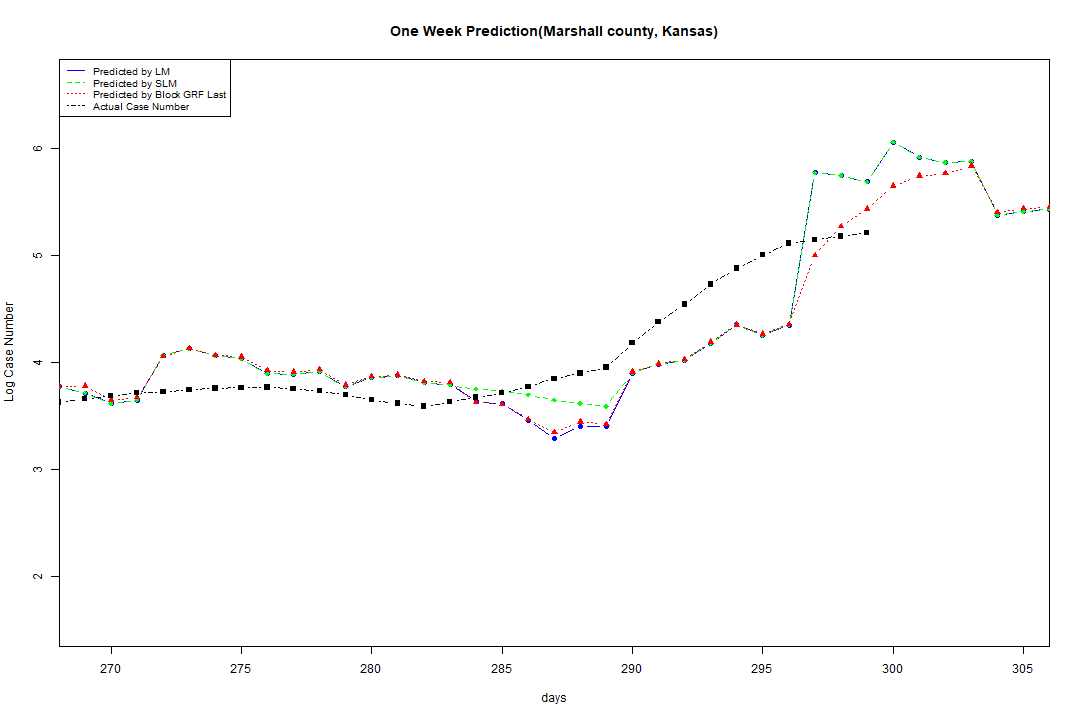 One Week Prediction(Marshall county, Kansas)
Predicted by LM
Predicted by SLM
Predicted by Block GRF Last
Actual Case Number
6
5
4
3
2
Log Case Number
270 275 280 285 290 295 300 305
days